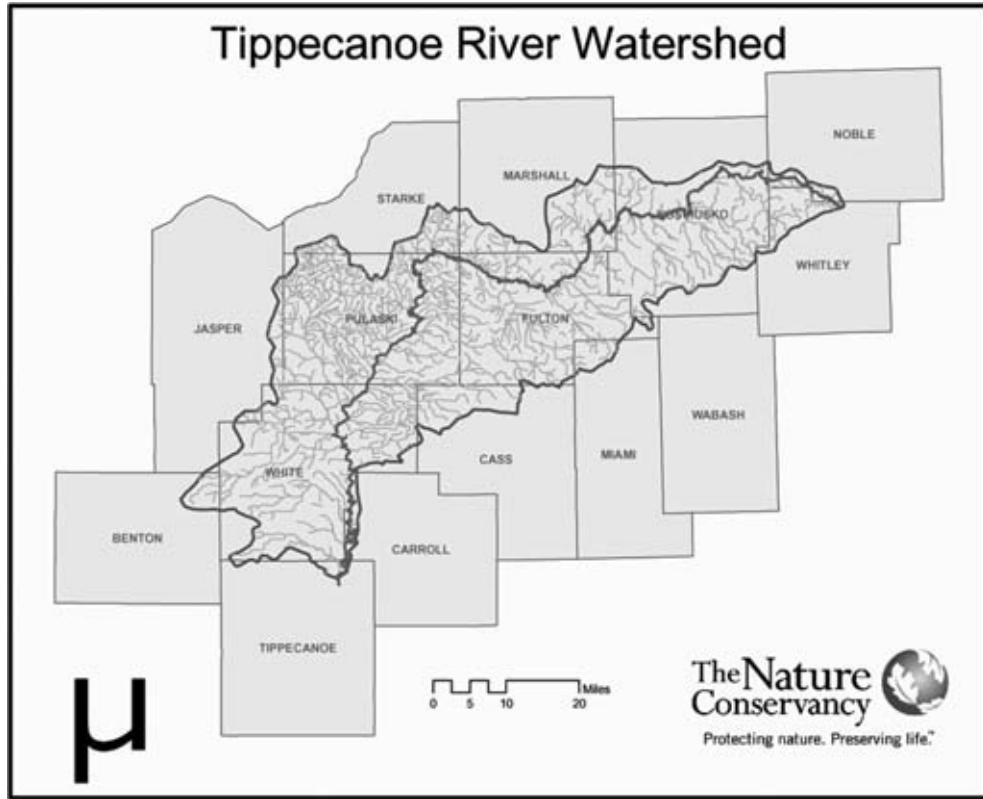 Tippecanoe River Watershed
NOBLE
MARSHALL
STARKE
KOSCIUSKO
WHITLEY
JASPER
PULASKI
FULTON
WABASH
WHITE
CASS
MIAMI
BENTON
CARROLL
TIPPECANOE
µ
Miles
0 5 10 20
The Nature
Conservancy
Protecting nature. Preserving life.™